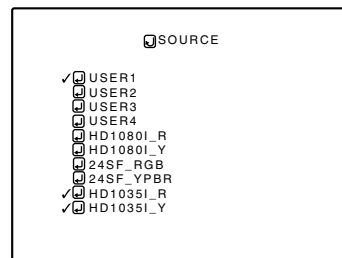 SOURCE
✓ USER1
USER2
USER3
USER4
HD1080I_R
HD1080I_Y
24SF_RGB
24SF_YPBR
✓ HD1035I_R
✓ HD1035I_Y